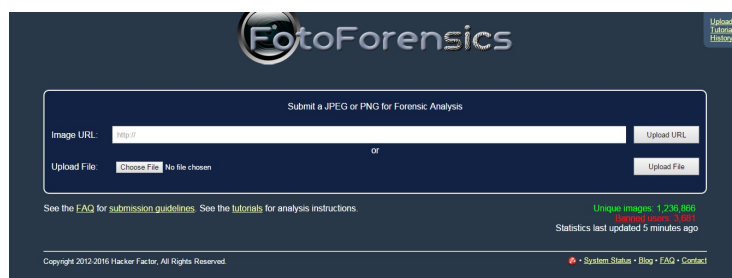 FotoForensics
Upload
Tutorial
History
Submit a JPEG or PNG for Forensic Analysis
Image URL: http:// Upload URL
or
Upload File: Choose File No file chosen Upload File
See the FAQ for submission guidelines. See the tutorials for analysis instructions.
Unique images: 1,236,866
Banned users: 3,681
Statistics last updated 5 minutes ago
Copyright 2012-2016 Hacker Factor, All Rights Reserved.
• System Status • Blog • FAQ • Contact